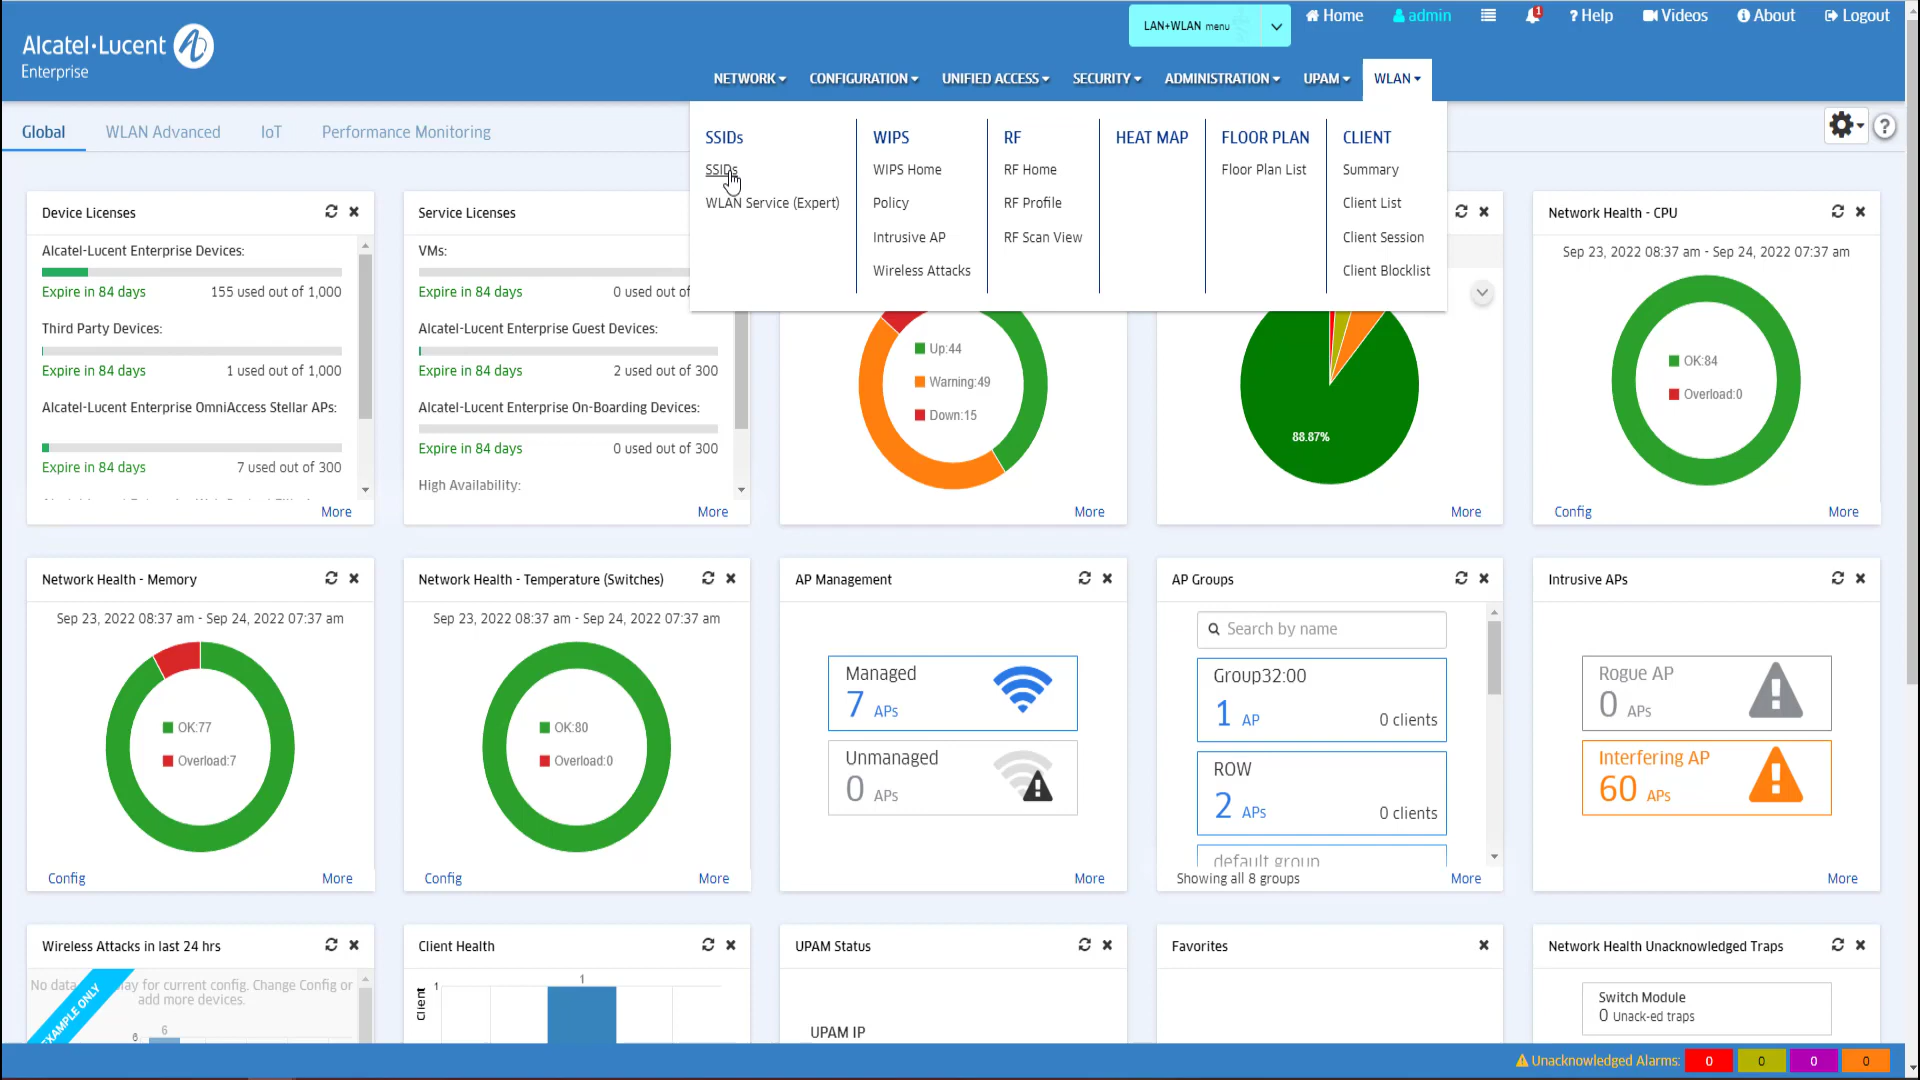 LAN+WLAN menu
Home
admin
1
? Help
Videos
About
Logout
Alcatel·Lucent
Enterprise
NETWORK
CONFIGURATION
UNIFIED ACCESS
SECURITY
ADMINISTRATION
UPAM
WLAN
Global
WLAN Advanced
IoT
Performance Monitoring
SSIDs
SSIDs
WLAN Service (Expert)
WIPS
WIPS Home
Policy
Intrusive AP
Wireless Attacks
RF
RF Home
RF Profile
RF Scan View
HEAT MAP
FLOOR PLAN
Floor Plan List
CLIENT
Summary
Client List
Client Session
Client Blocklist
Device Licenses
Alcatel-Lucent Enterprise Devices:
Expire in 84 days 155 used out of 1,000
Third Party Devices:
Expire in 84 days 1 used out of 1,000
Alcatel-Lucent Enterprise OmniAccess Stellar APs:
Expire in 84 days 7 used out of 300
More
Service Licenses
VMs:
Expire in 84 days 0 used out of
Alcatel-Lucent Enterprise Guest Devices:
Expire in 84 days 2 used out of 300
Alcatel-Lucent Enterprise On-Boarding Devices:
Expire in 84 days 0 used out of 300
High Availability:
More
Up:44
Warning:49
Down:15
More
88.87%
More
Network Health - CPU
Sep 23, 2022 08:37 am - Sep 24, 2022 07:37 am
OK:84
Overload:0
Config More
Network Health - Memory
Sep 23, 2022 08:37 am - Sep 24, 2022 07:37 am
OK:77
Overload:7
Config More
Network Health - Temperature (Switches)
Sep 23, 2022 08:37 am - Sep 24, 2022 07:37 am
OK:80
Overload:0
Config More
AP Management
Managed
7 APs
Unmanaged
0 APs
More
AP Groups
Search by name
Group32:00
1 AP 0 clients
ROW
2 APs 0 clients
default group
Showing all 8 groups More
Intrusive APs
Rogue AP
0 APs
Interfering AP
60 APs
More
Wireless Attacks in last 24 hrs
No data ay for current config. Change Config or
add more devices.
EXAMPLE ONLY
6
6
Client Health
Client
1
1
UPAM Status
UPAM IP
Favorites
Network Health Unacknowledged Traps
Switch Module
0 Unack-ed traps
Unacknowledged Alarms: 0 0 0 0